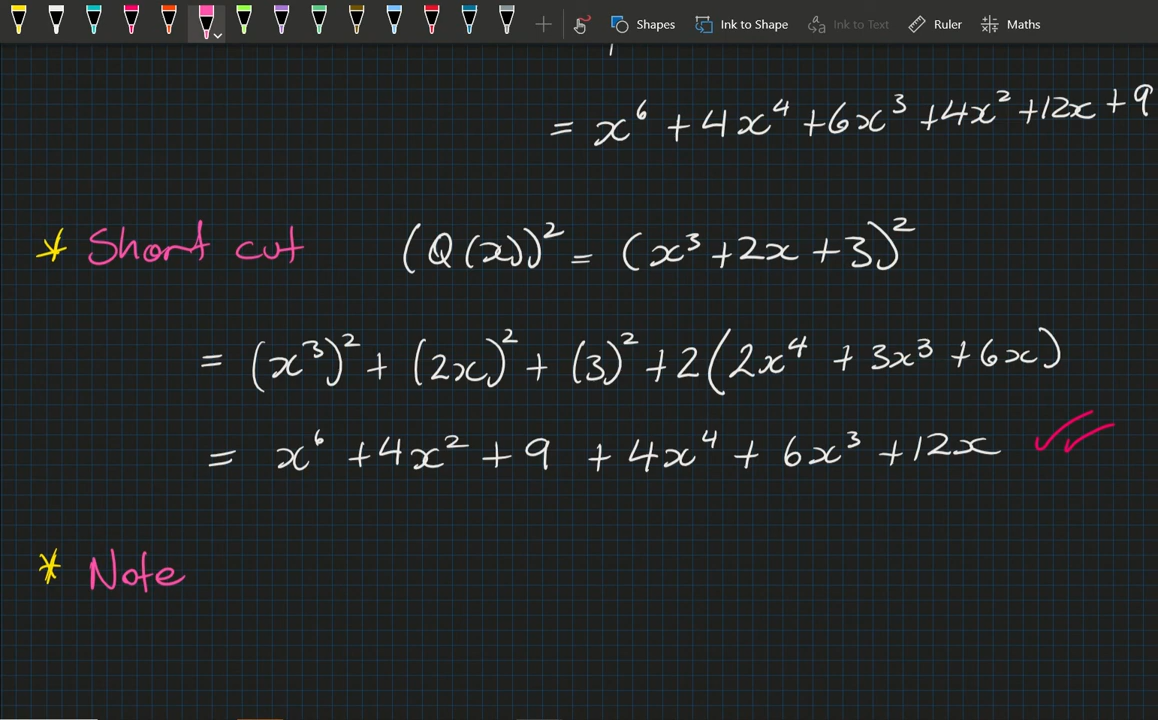 Shapes Ink to Shape Ink to Text Ruler Maths
= x⁶ + 4x⁴ + 6x³ + 4x² + 12x + 9
* Short cut (Q(x))² = (x³ + 2x + 3)²
= (x³)² + (2x)² + (3)² + 2(2x⁴ + 3x³ + 6x)
= x⁶ + 4x² + 9 + 4x⁴ + 6x³ + 12x
* Note